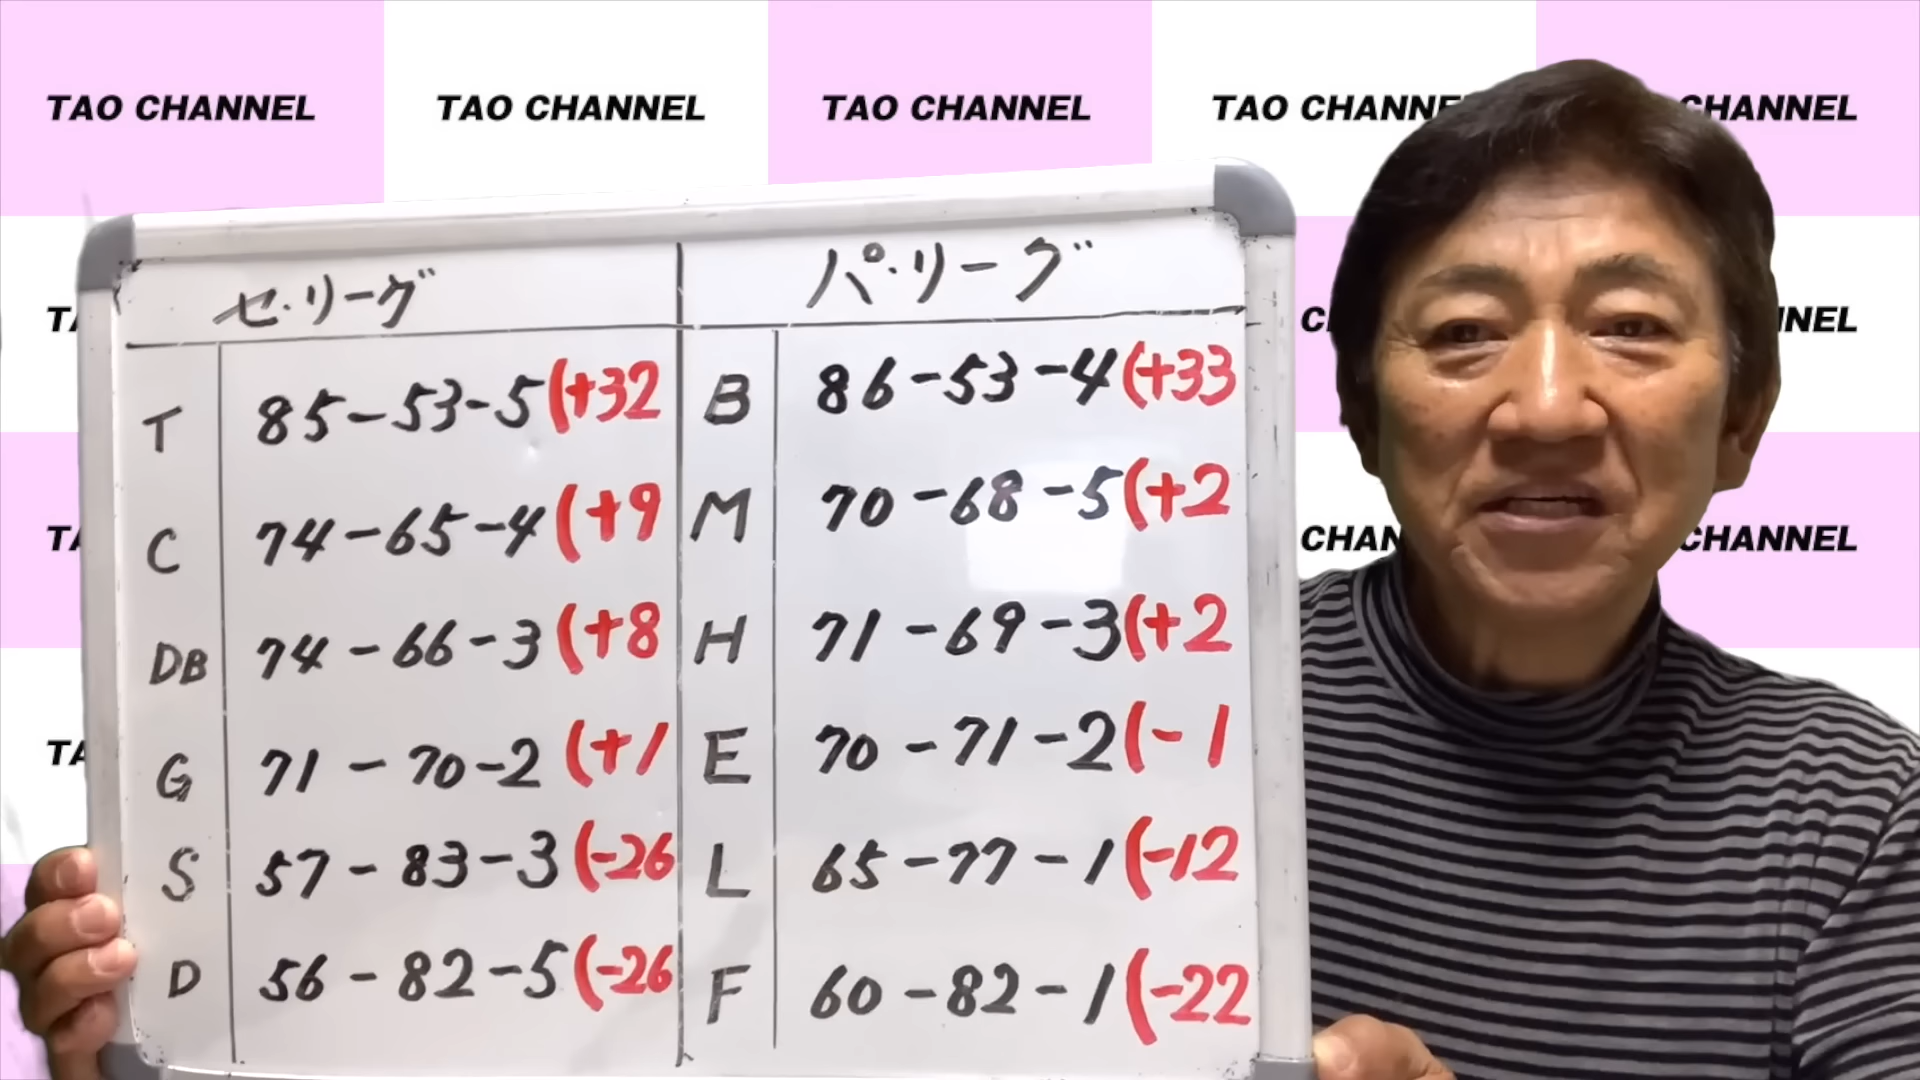 TAO CHANNEL TAO CHANNEL TAO CHANNEL TAO CHANNEL CHANNEL
セ・リーグ パ・リーグ
T 85-53-5(+32 B 86-53-4(+33
C 74-65-4(+9 M 70-68-5(+2
DB 74-66-3(+8 H 71-69-3(+2
G 71-70-2(+1 E 70-71-2(-1
S 57-83-3(-26 L 65-77-1(-12
D 56-82-5(-26 F 60-82-1(-22
CHANNEL